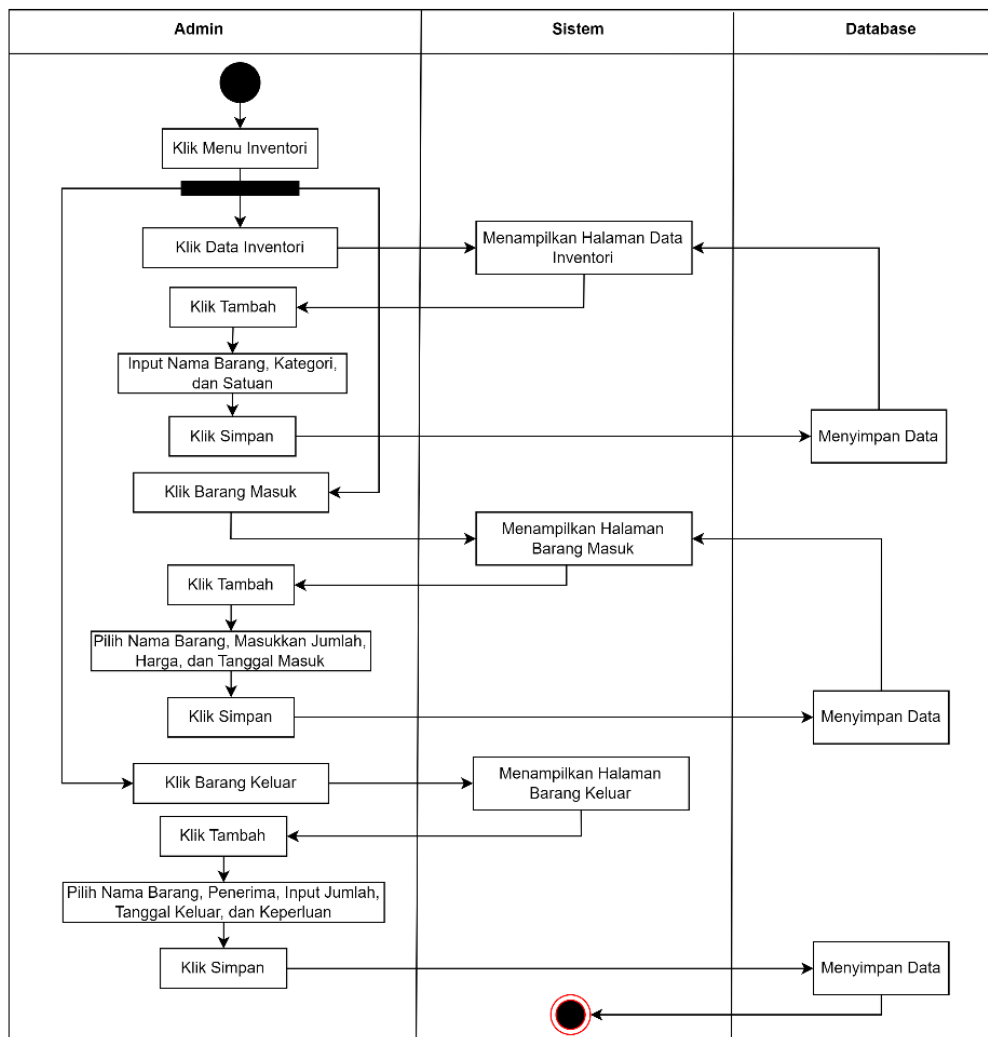 Admin
Sistem
Database
Klik Menu Inventori
Klik Data Inventori
Menampilkan Halaman Data
Inventori
Klik Tambah
Input Nama Barang, Kategori,
dan Satuan
Klik Simpan
Menyimpan Data
Klik Barang Masuk
Menampilkan Halaman
Barang Masuk
Klik Tambah
Pilih Nama Barang, Masukkan Jumlah,
Harga, dan Tanggal Masuk
Klik Simpan
Menyimpan Data
Klik Barang Keluar
Menampilkan Halaman
Barang Keluar
Klik Tambah
Pilih Nama Barang, Penerima, Input Jumlah,
Tanggal Keluar, dan Keperluan
Klik Simpan
Menyimpan Data